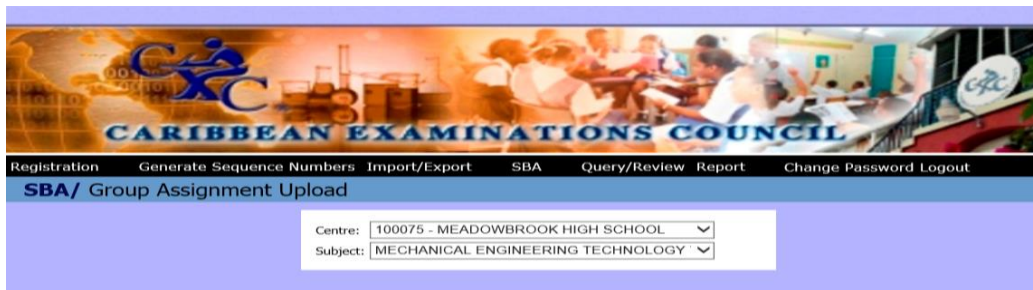 CXC
CARIBBEAN EXAMINATIONS COUNCIL
Registration Generate Sequence Numbers Import/Export SBA Query/Review Report Change Password Logout
SBA/ Group Assignment Upload
Centre: 100075 - MEADOWBROOK HIGH SCHOOL
Subject: MECHANICAL ENGINEERING TECHNOLOGY